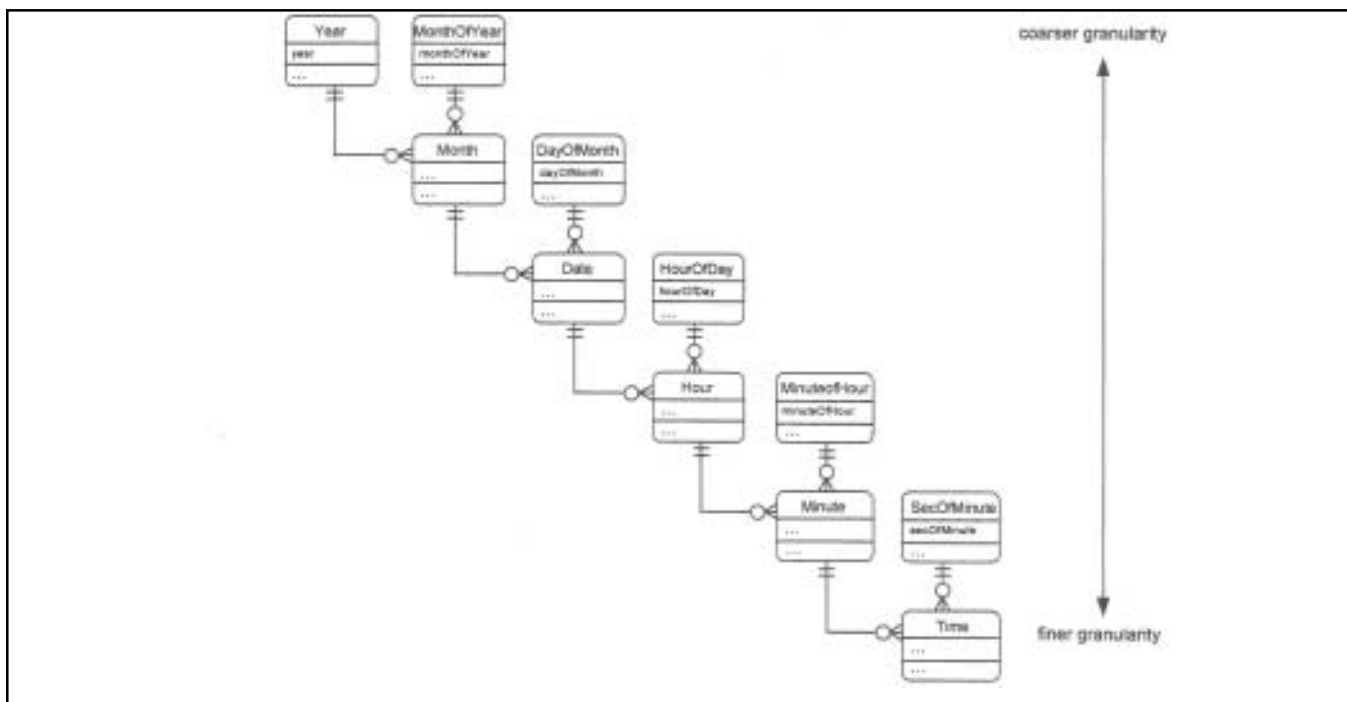 Year
year
...
MonthOfYear
monthOfYear
...
coarser granularity
Month
...
...
DayOfMonth
dayOfMonth
...
Date
...
...
HourOfDay
hourOfDay
...
Hour
...
...
MinuteofHour
minuteOfHour
...
Minute
...
...
SecOfMinute
secOfMinute
...
Time
...
...
finer granularity